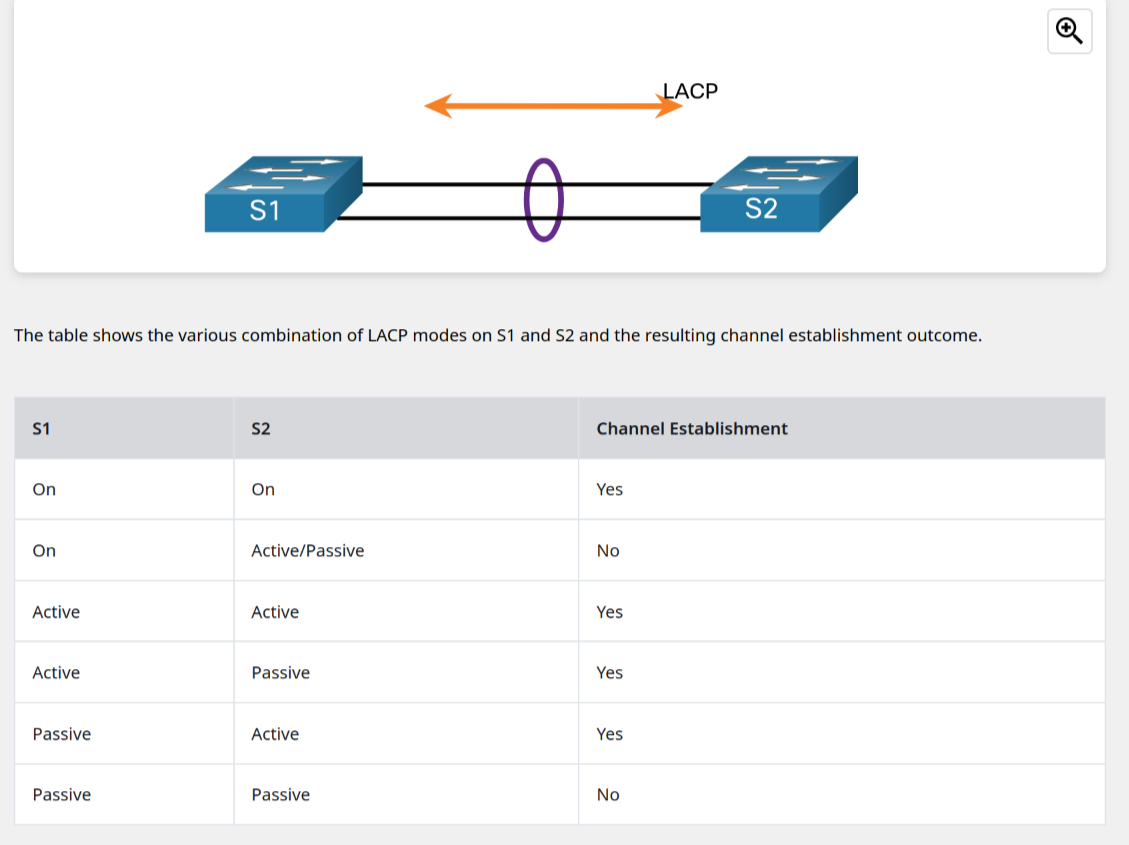 LACP
S1
S2
The table shows the various combination of LACP modes on S1 and S2 and the resulting channel establishment outcome.
S1 S2 Channel Establishment
On On Yes
On Active/Passive No
Active Active Yes
Active Passive Yes
Passive Active Yes
Passive Passive No